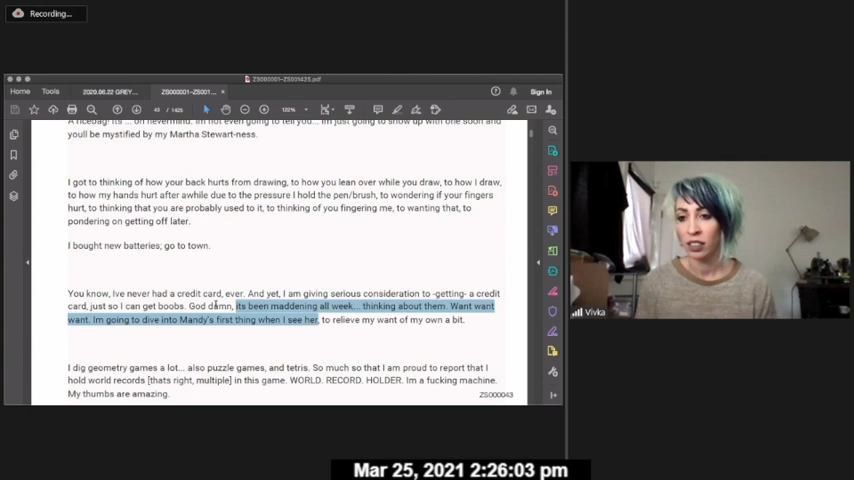 Recording...
ZS000001-ZS001425.pdf
Home Tools 2020.06.22 GREY... ZS000001-ZS001... × Sign In
43 / 1425 122%
A ricebag! Its ... oh nevermind. Im not even going to tell you... Im just going to show up with one soon and
youll be mystified by my Martha Stewart-ness.
I got to thinking of how your back hurts from drawing, to how you lean over while you draw, to how I draw,
to how my hands hurt after awhile due to the pressure I hold the pen/brush, to wondering if your fingers
hurt, to thinking that you are probably used to it, to thinking of you fingering me, to wanting that, to
pondering on getting off later.
I bought new batteries; go to town.
You know, Ive never had a credit card, ever. And yet, I am giving serious consideration to -getting- a credit
card, just so I can get boobs. God damn, its been maddening all week... thinking about them. Want want
want. Im going to dive into Mandy's first thing when I see her, to relieve my want of my own a bit.
I dig geometry games a lot... also puzzle games, and tetris. So much so that I am proud to report that I
hold world records [thats right, multiple] in this game. WORLD. RECORD. HOLDER. Im a fucking machine.
My thumbs are amazing.
ZS000043
Vivka
Mar 25, 2021 2:26:03 pm